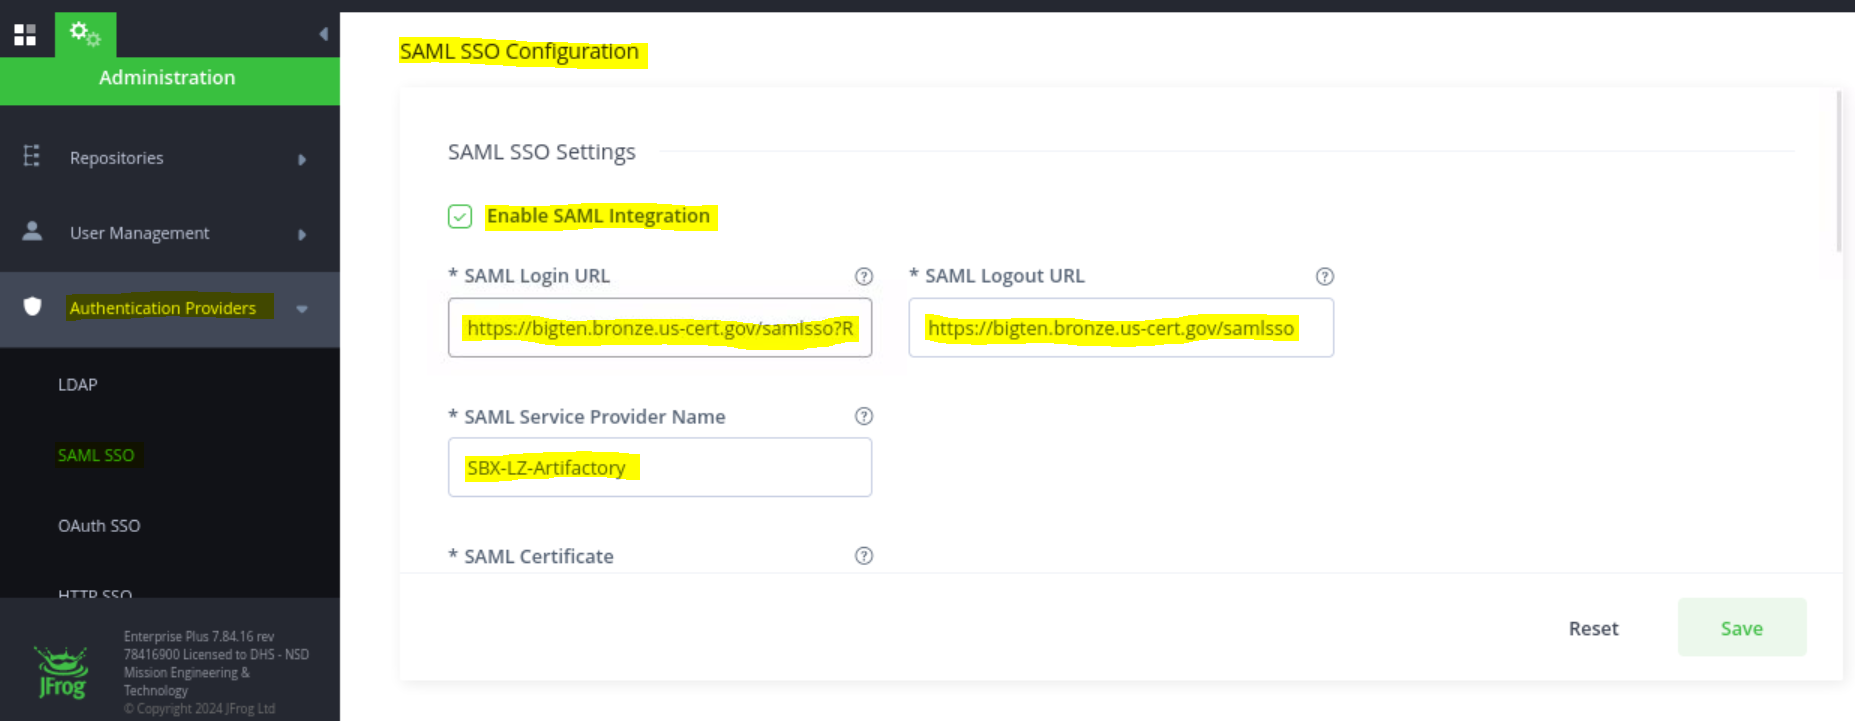 Administration
Repositories
User Management
Authentication Providers
LDAP
SAML SSO
OAuth SSO
HTTP SSO
JFrog
Enterprise Plus 7.84.16 rev
78416900 Licensed to DHS - NSD
Mission Engineering &
Technology
© Copyright 2024 JFrog Ltd
SAML SSO Configuration
SAML SSO Settings
Enable SAML Integration
* SAML Login URL ?
* SAML Logout URL ?
https://bigten.bronze.us-cert.gov/samlsso?R
https://bigten.bronze.us-cert.gov/samlsso
* SAML Service Provider Name ?
SBX-LZ-Artifactory
* SAML Certificate ?
Reset
Save